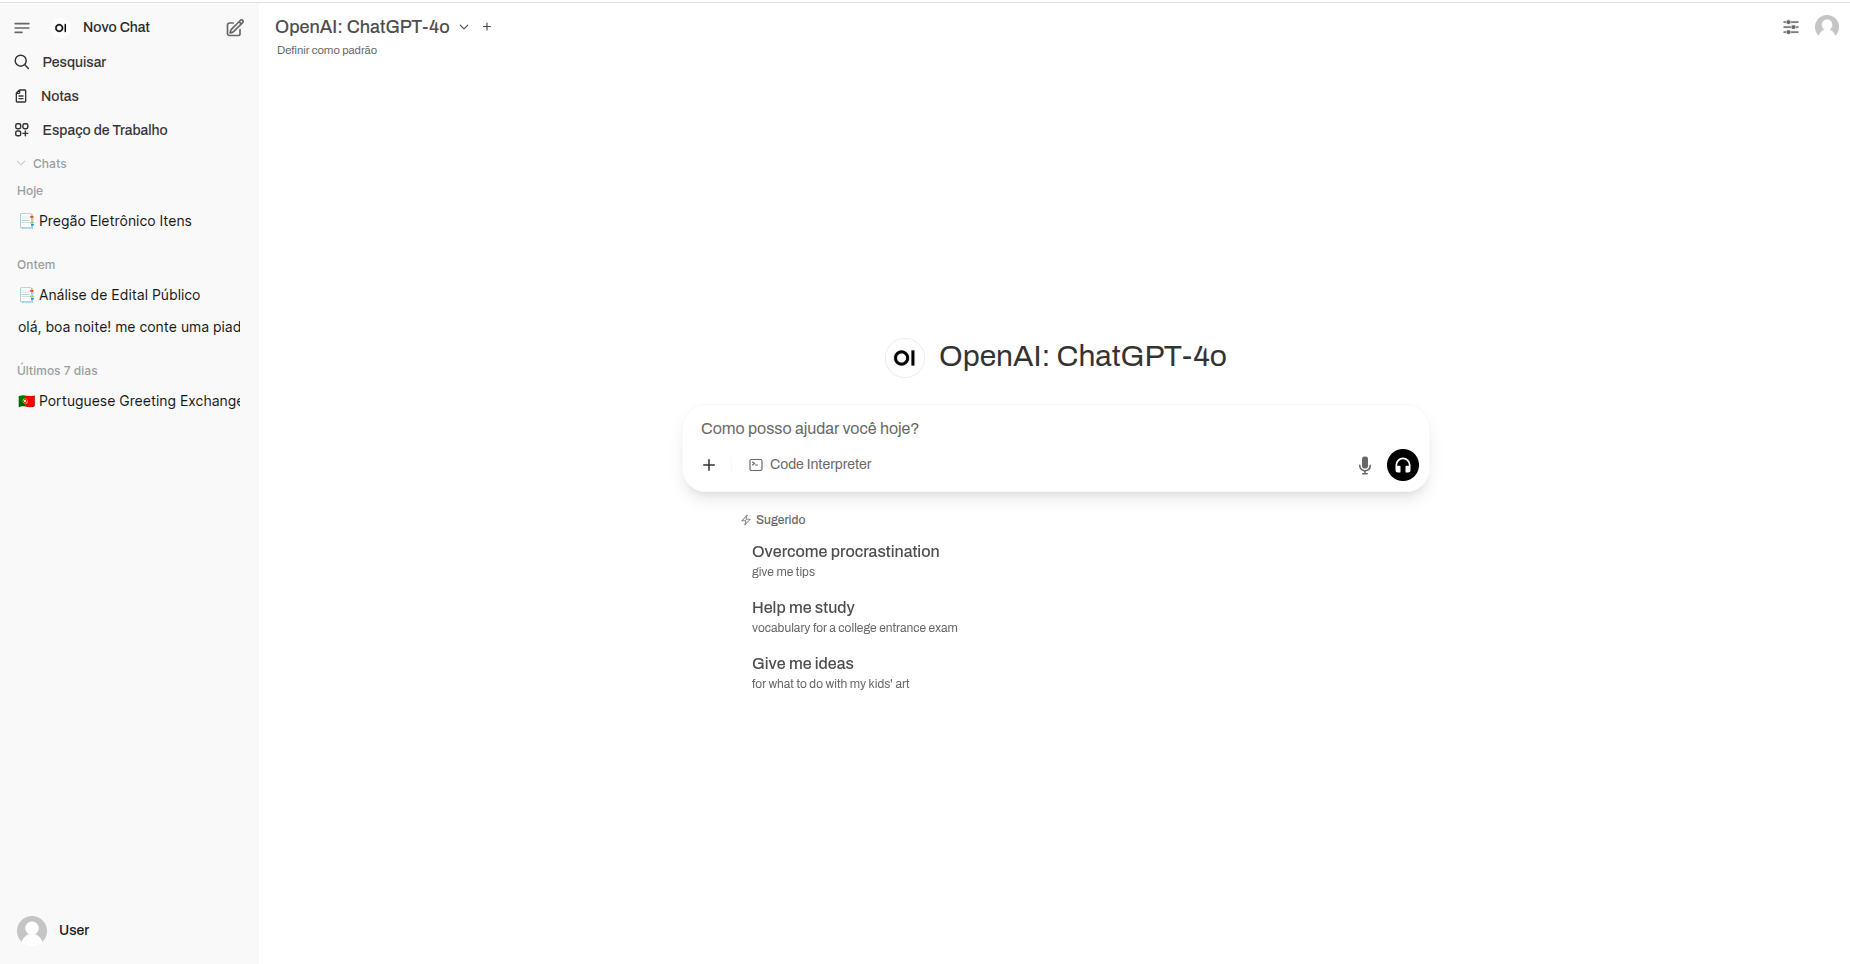 OI Novo Chat
Pesquisar
Notas
Espaço de Trabalho
Chats
Hoje
📑 Pregão Eletrônico Itens
Ontem
📑 Análise de Edital Público
olá, boa noite! me conte uma piad
Últimos 7 dias
🇵🇹 Portuguese Greeting Exchange
User
OpenAI: ChatGPT-4o
Definir como padrão
OI OpenAI: ChatGPT-4o
Como posso ajudar você hoje?
Code Interpreter
Sugerido
Overcome procrastination
give me tips
Help me study
vocabulary for a college entrance exam
Give me ideas
for what to do with my kids' art